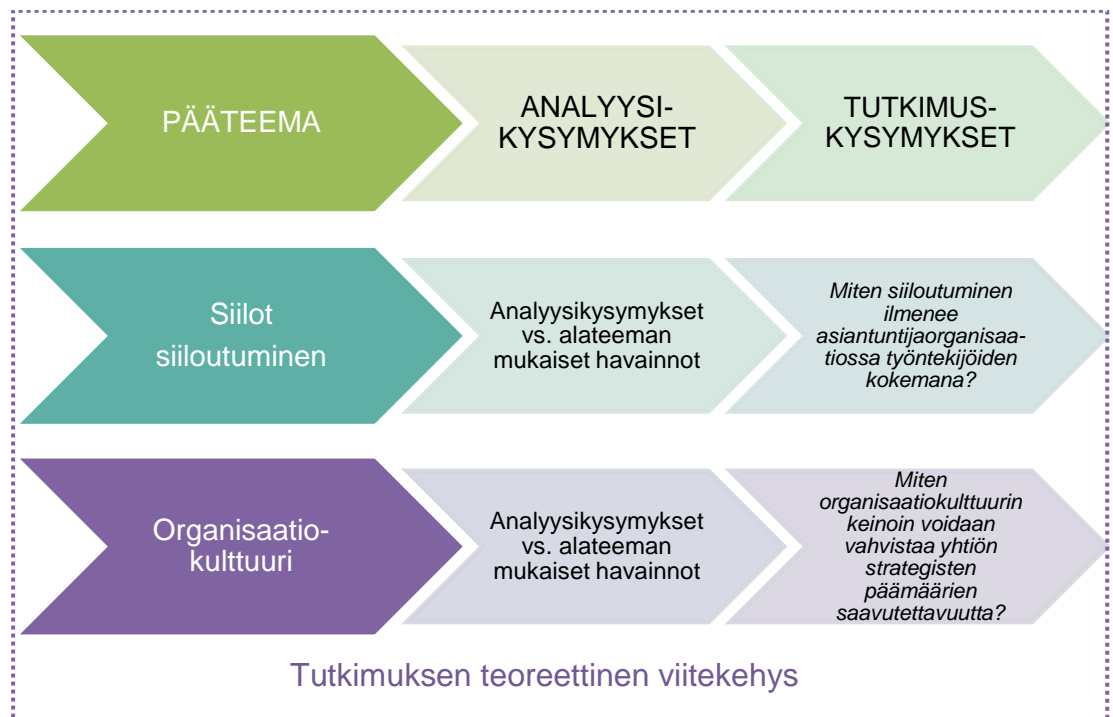 PÄÄTEEMA
ANALYYSI-
KYSYMYKSET
TUTKIMUS-
KYSYMYKSET
Siilot
siiloutuminen
Analyysikysymykset
vs. alateeman
mukaiset havainnot
Miten siiloutuminen
ilmenee
asiantuntijaorganisaa-
tiossa työntekijöiden
kokemana?
Organisaatio-
kulttuuri
Analyysikysymykset
vs. alateeman
mukaiset havainnot
Miten
organisaatiokulttuurin
keinoin voidaan
vahvistaa yhtiön
strategisten
päämäärien
saavutettavuutta?
Tutkimuksen teoreettinen viitekehys